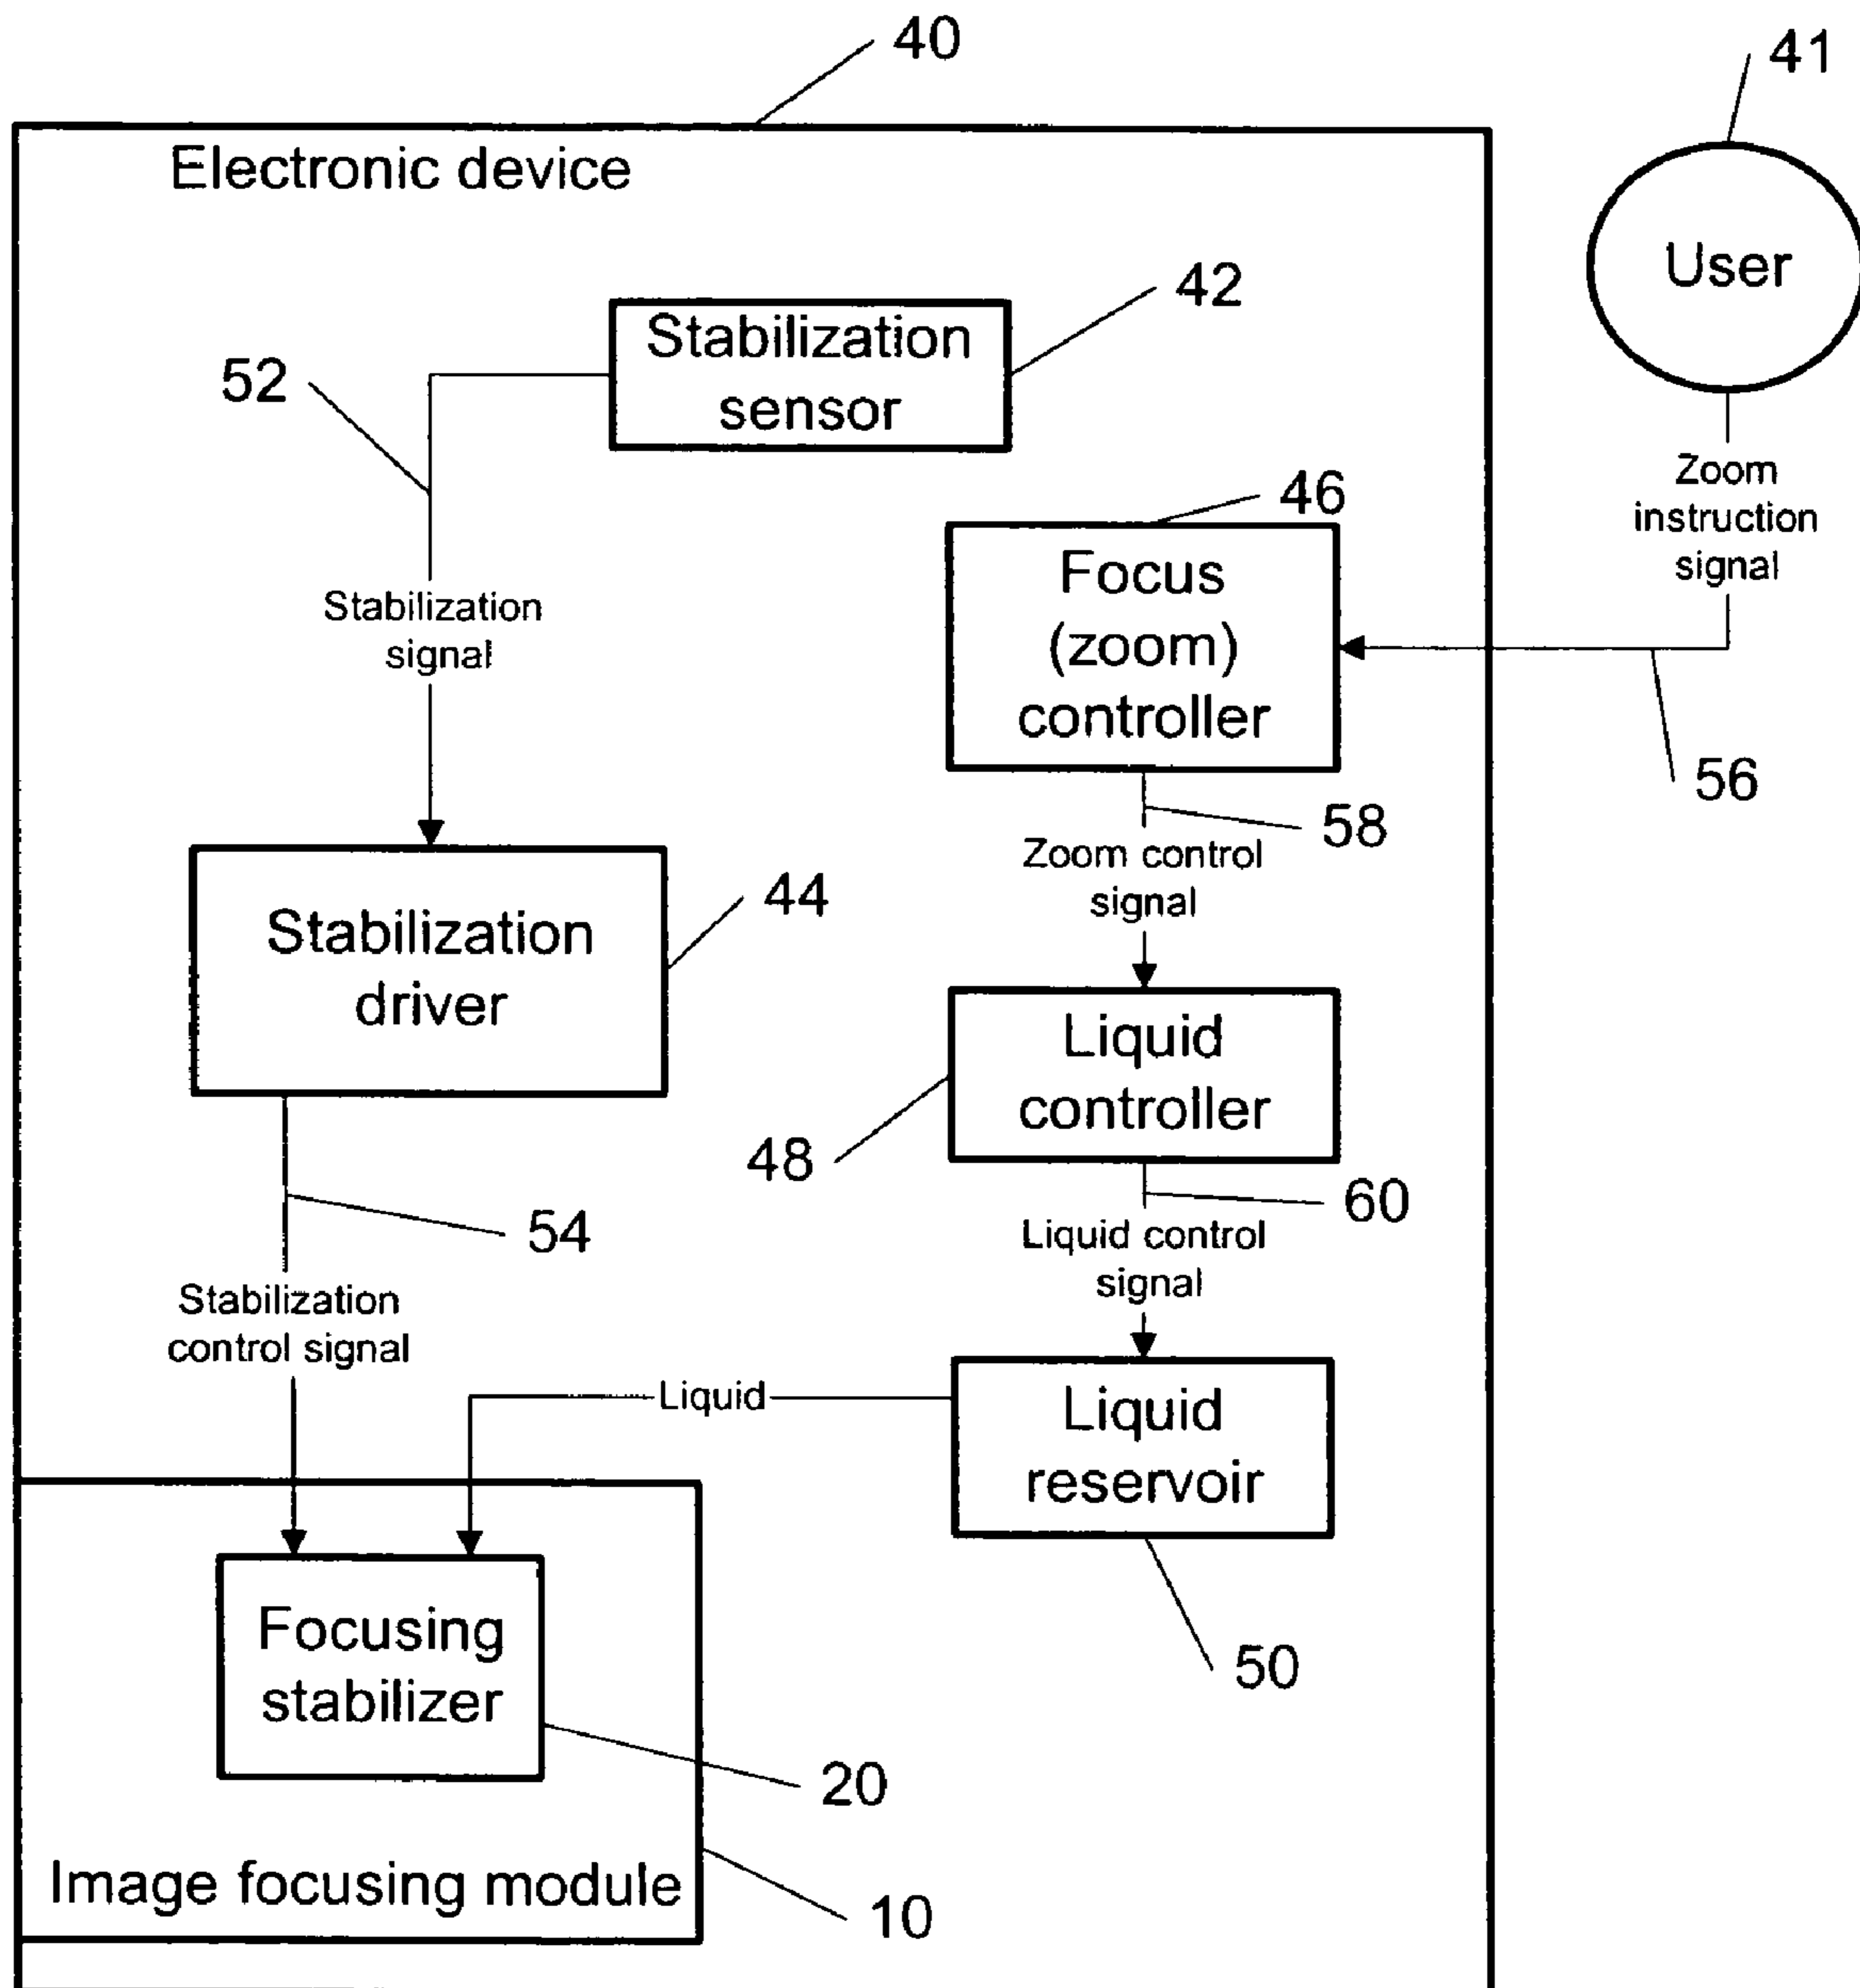 40
41
Electronic device
User
42
Stabilization
sensor
52
Zoom
instruction
signal
46
Focus
(zoom)
controller
Stabilization
signal
56
58
Zoom control
signal
44
Stabilization
driver
Liquid
controller
48
60
54
Liquid control
signal
Stabilization
control signal
Liquid
Liquid
reservoir
Focusing
stabilizer
50
20
Image focusing module
10